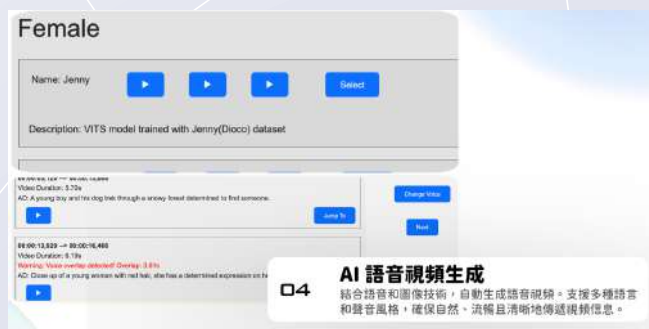 Female
Name: Jenny
Select
Description: VITS model trained with Jenny(Dioco) dataset
Video Duration: 3.72s
AD: A young boy and his dog trek through a snowy forest determined to find someone.
Change Voice
Jump To
Next
00:00:13,520 --> 00:00:16,480
Video Duration: 6.19s
Warning: Voice overlap detected! Overlap: 3.61s
AD: Close up of a young woman with red hair, she has a determined expression on
AI 語音視頻生成
04
結合語音和圖像技術,自動生成語音視頻。支援多種語言
和聲音風格,確保自然、流暢且清晰地傳遞視頻信息。